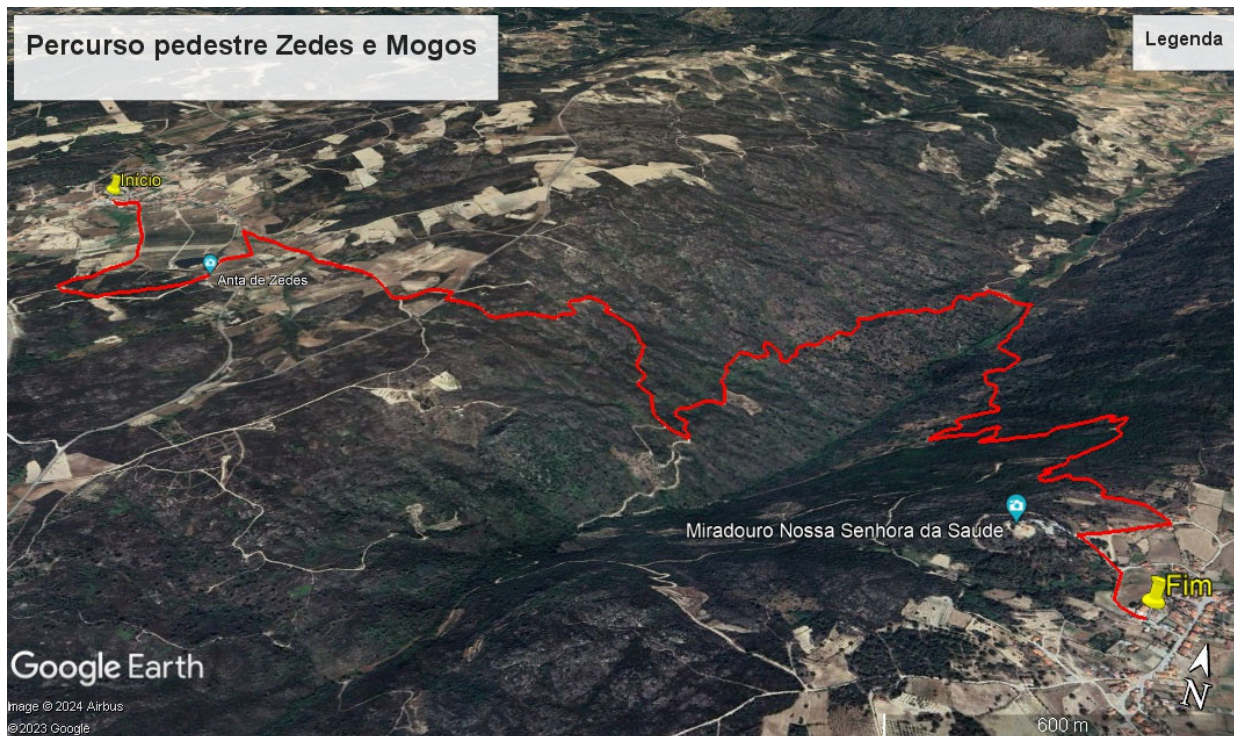 Percurso pedestre Zedes e Mogos
Legenda
Início
Anta de Zedes
Miradouro Nossa Senhora da Saúde
Fim
Google Earth
N
Image © 2024 Airbus
©2023 Google
600 m